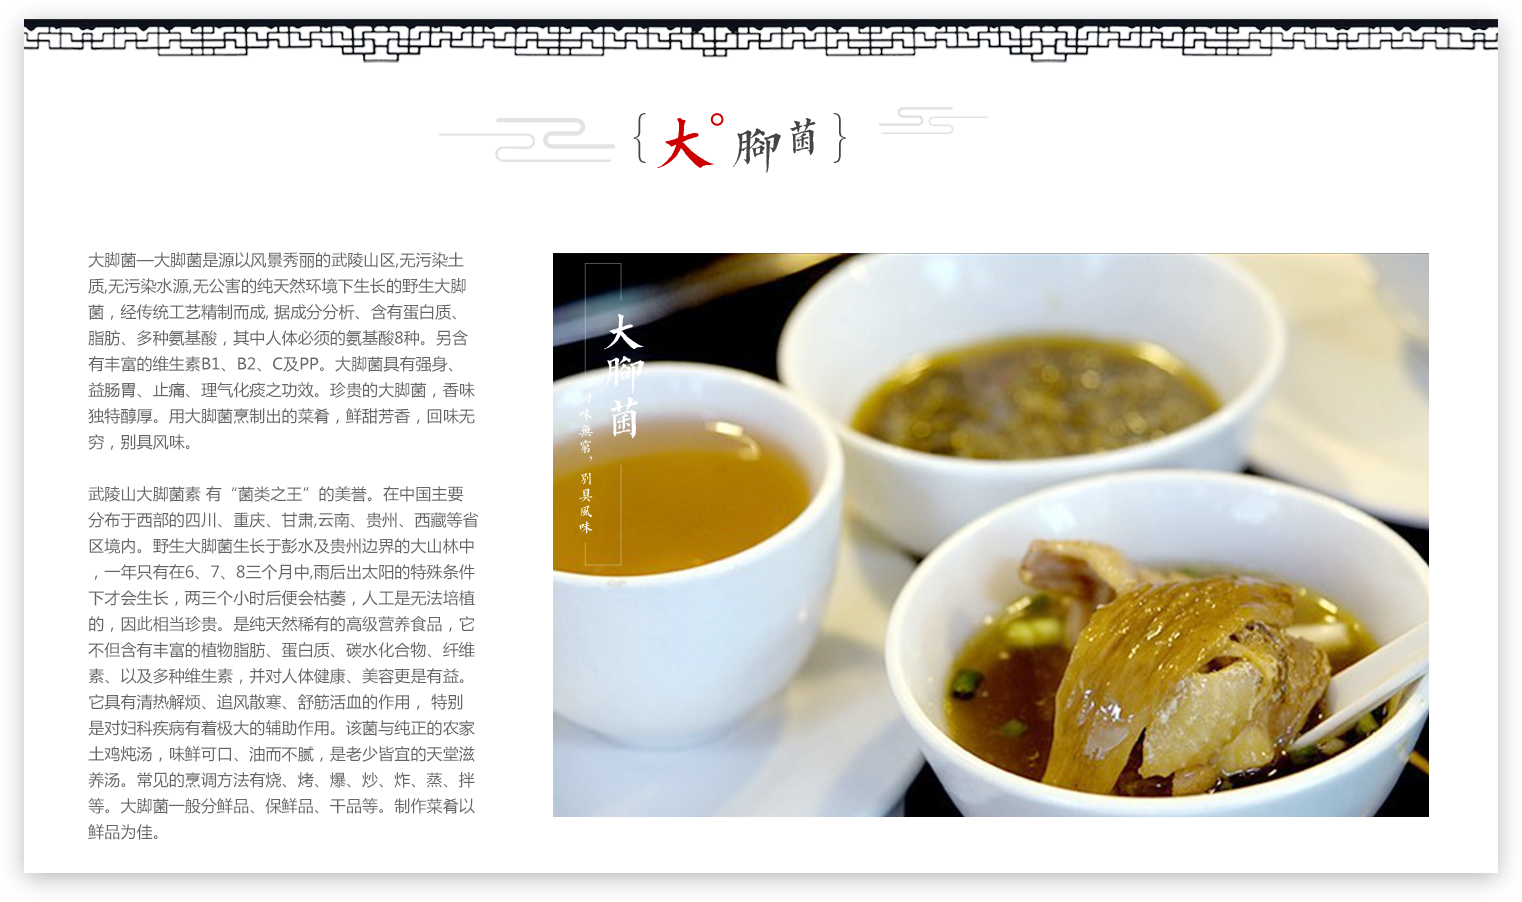 大腳菌
大脚菌—大脚菌是源以风景秀丽的武陵山区,无污染土
质,无污染水源,无公害的纯天然环境下生长的野生大脚
菌，经传统工艺精制而成, 据成分分析、含有蛋白质、
脂肪、多种氨基酸，其中人体必须的氨基酸8种。另含
有丰富的维生素B1、B2、C及PP。大脚菌具有强身、
益肠胃、止痛、理气化痰之功效。珍贵的大脚菌，香味
独特醇厚。用大脚菌烹制出的菜肴，鲜甜芳香，回味无
穷，别具风味。
武陵山大脚菌素 有“菌类之王”的美誉。在中国主要
分布于西部的四川、重庆、甘肃,云南、贵州、西藏等省
区境内。野生大脚菌生长于彭水及贵州边界的大山林中
，一年只有在6、7、8三个月中,雨后出太阳的特殊条件
下才会生长，两三个小时后便会枯萎，人工是无法培植
的，因此相当珍贵。是纯天然稀有的高级营养食品，它
不但含有丰富的植物脂肪、蛋白质、碳水化合物、纤维
素、以及多种维生素，并对人体健康、美容更是有益。
它具有清热解烦、追风散寒、舒筋活血的作用， 特别
是对妇科疾病有着极大的辅助作用。该菌与纯正的农家
土鸡炖汤，味鲜可口、油而不腻，是老少皆宜的天堂滋
养汤。常见的烹调方法有烧、烤、爆、炒、炸、蒸、拌
等。大脚菌一般分鲜品、保鲜品、干品等。制作菜肴以
鲜品为佳。
大腳菌
回味無窮，別具風味